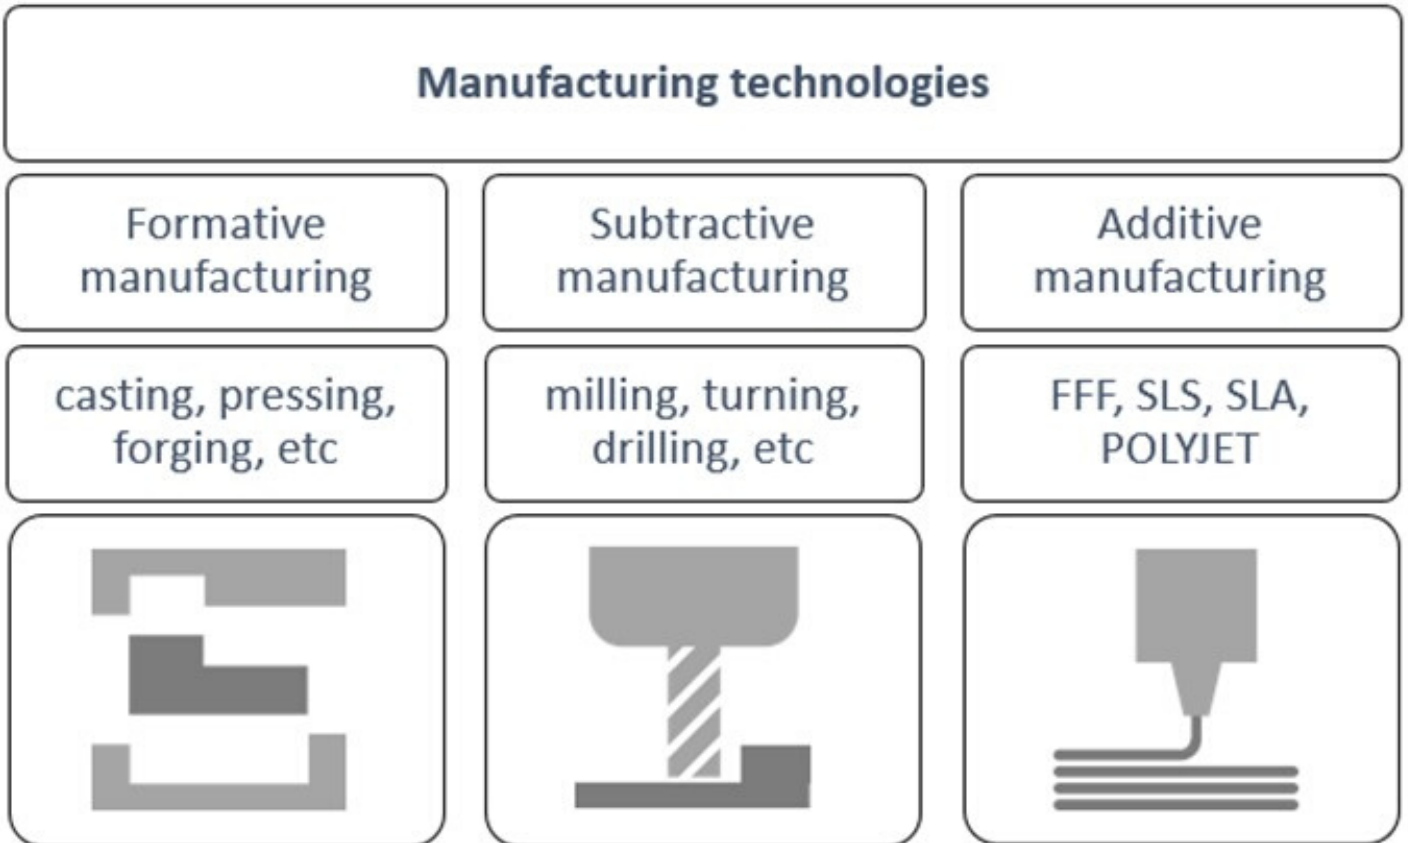 Manufacturing technologies
Formative
manufacturing
Subtractive
manufacturing
Additive
manufacturing
casting, pressing,
forging, etc
milling, turning,
drilling, etc
FFF, SLS, SLA,
POLYJET